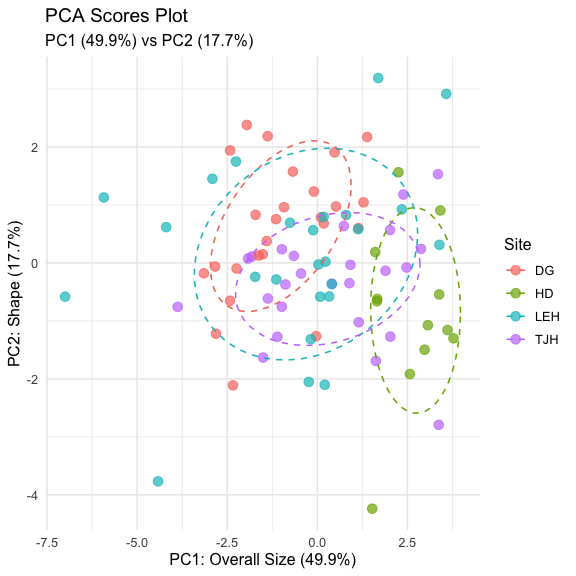 PCA Scores Plot
PC1 (49.9%) vs PC2 (17.7%)
PC2: Shape (17.7%)
2
0
-2
-4
-7.5
-5.0
-2.5
0.0
2.5
PC1: Overall Size (49.9%)
Site
DG
HD
LEH
TJH